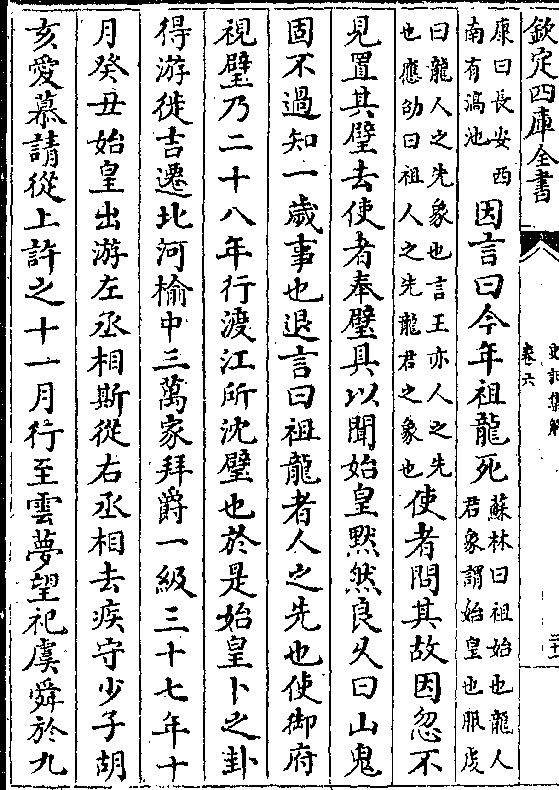 欽定四庫全書
史記集解
卷六
康曰長安西
南有滈池
因言曰今年祖龍死
蘇林曰祖始也龍人
君象謂始皇也服虔
曰龍人之先象也言王亦人之先
也應劭曰祖人之先龍君之象也
使者問其故因忽不
見置其璧去使者奉璧具以聞始皇黙然良久曰山鬼
固不過知一歲事也退言曰祖龍者人之先也使御府
視璧乃二十八年行渡江所沈璧也於是始皇卜之卦
得游徙吉遷北河榆中三萬家拜爵一級三十七年十
月癸丑始皇出游左丞相斯從右丞相去疾守少子胡
亥愛慕請從上許之十一月行至雲夢望祀虞舜於九